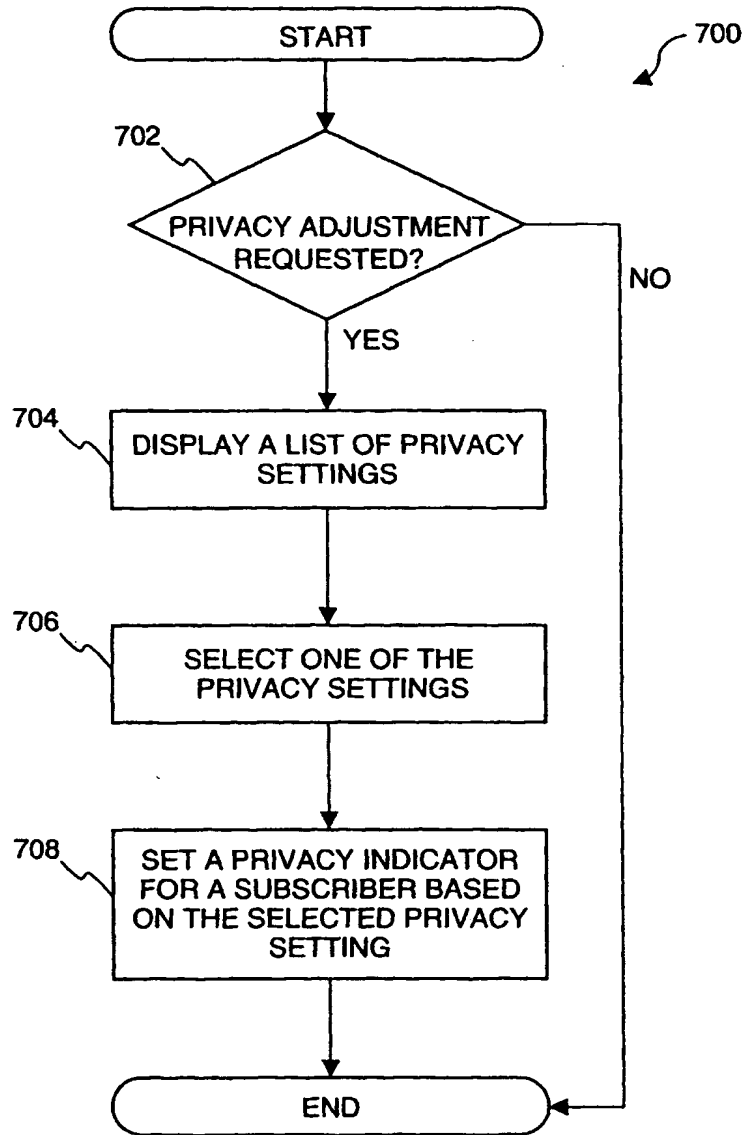 START
700
702
PRIVACY ADJUSTMENT
REQUESTED?
NO
YES
704
DISPLAY A LIST OF PRIVACY
SETTINGS
706
SELECT ONE OF THE
PRIVACY SETTINGS
708
SET A PRIVACY INDICATOR
FOR A SUBSCRIBER BASED
ON THE SELECTED PRIVACY
SETTING
END